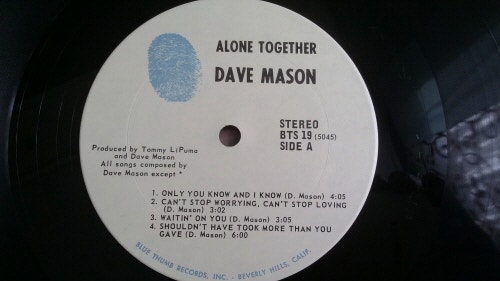 ALONE TOGETHER
DAVE MASON
STEREO
BTS 19 (5045)
SIDE A
Produced by Tommy LiPuma
and Dave Mason
All songs composed by
Dave Mason except *
1. ONLY YOU KNOW AND I KNOW (D. Mason) 4:05
2. CAN'T STOP WORRYING, CAN'T STOP LOVING
(D. Mason) 3:02
3. WAITIN' ON YOU (D. Mason) 3:05
4. SHOULDN'T HAVE TOOK MORE THAN YOU
GAVE (D. Mason) 6:00
BLUE THUMB RECORDS, INC. - BEVERLY HILLS, CALIF.